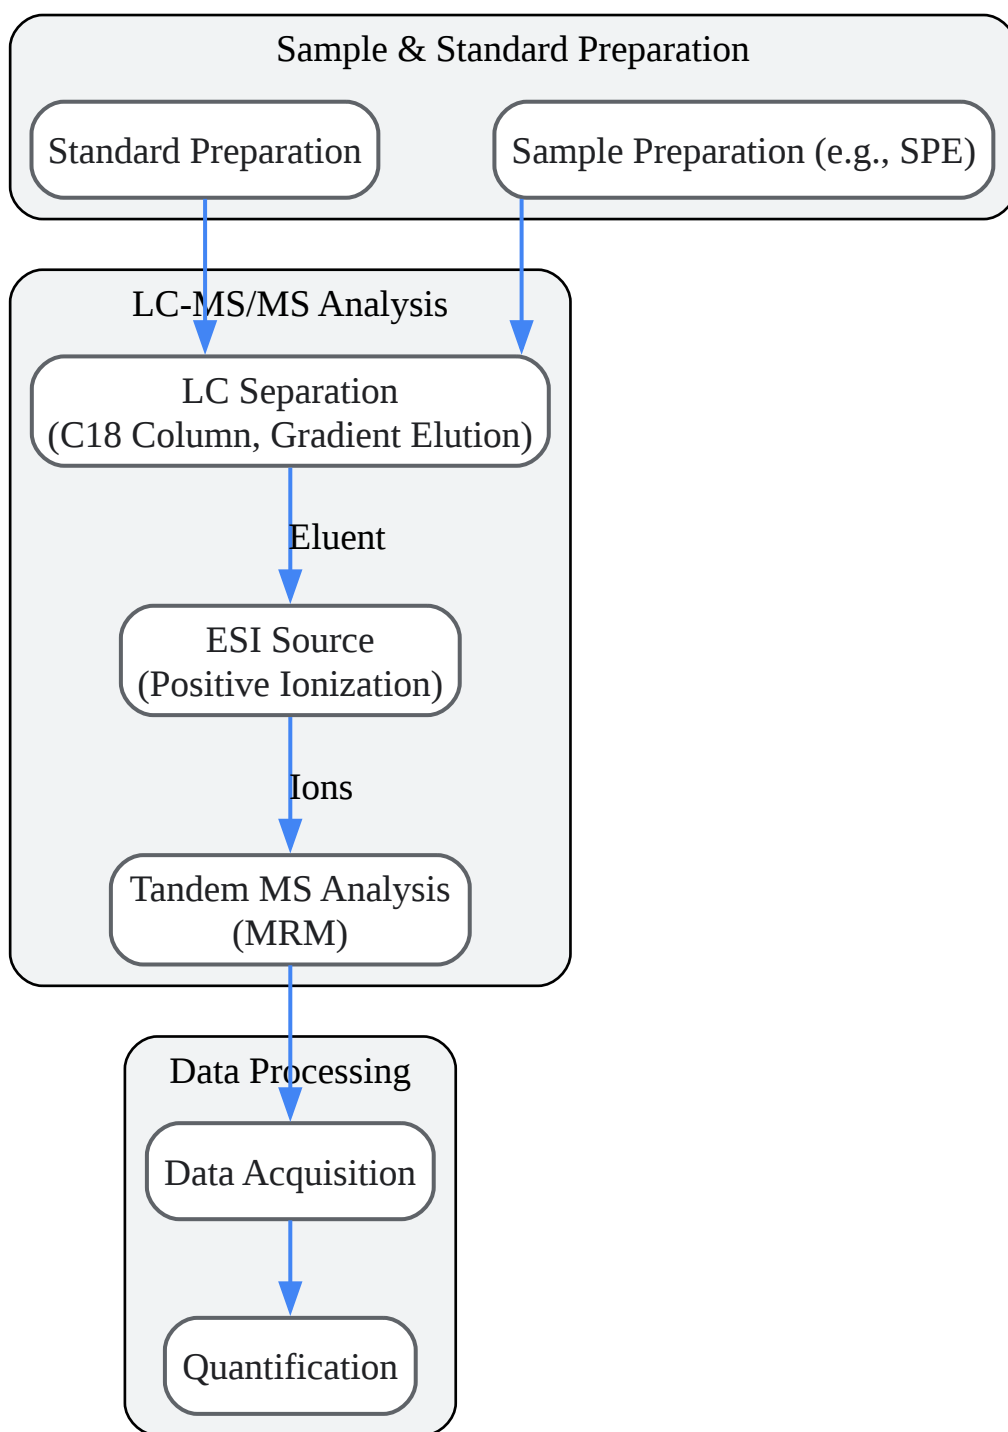 Sample & Standard Preparation
Standard Preparation
Sample Preparation (e.g., SPE)
LC-MS/MS Analysis
LC Separation
(C18 Column, Gradient Elution)
Eluent
ESI Source
(Positive Ionization)
Ions
Tandem MS Analysis
(MRM)
Data Processing
Data Acquisition
Quantification